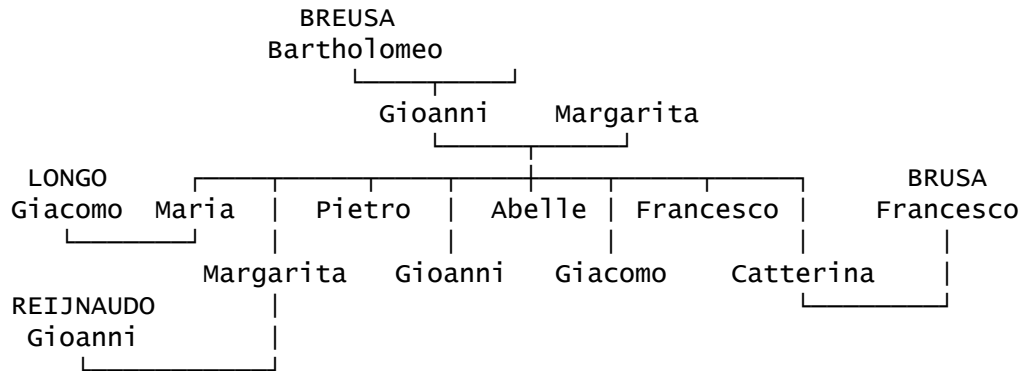 BREUSA
Bartholomeo
Gioanni Margarita
LONGO BRUSA
Giacomo Maria Pietro Abelle Francesco Francesco
Margarita Gioanni Giacomo Catterina
REIJNAUDO
Gioanni